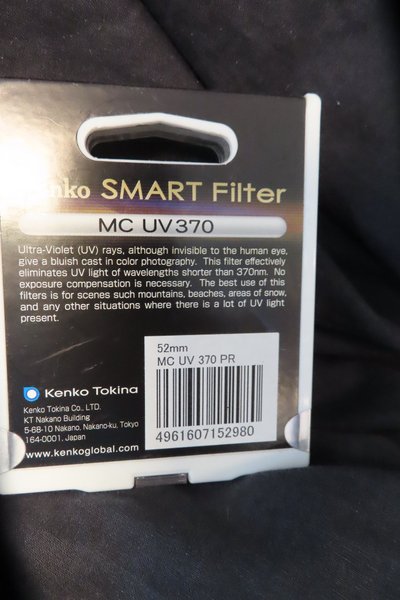 Kenko SMART Filter
MC UV370
Ultra-Violet (UV) rays, although invisible to the human eye,
give a bluish cast in color photography. This filter effectively
eliminates UV light of wavelengths shorter than 370nm. No
exposure compensation is necessary. The best use of this
filters is for scenes such mountains, beaches, areas of snow,
and any other situations where there is a lot of UV light
present.
52mm
MC UV 370 PR
4961607152980
Kenko Tokina
Kenko Tokina Co., LTD.
KT Nakano Building
5-68-10 Nakano, Nakano-ku, Tokyo
164-0001, Japan
www.kenkoglobal.com